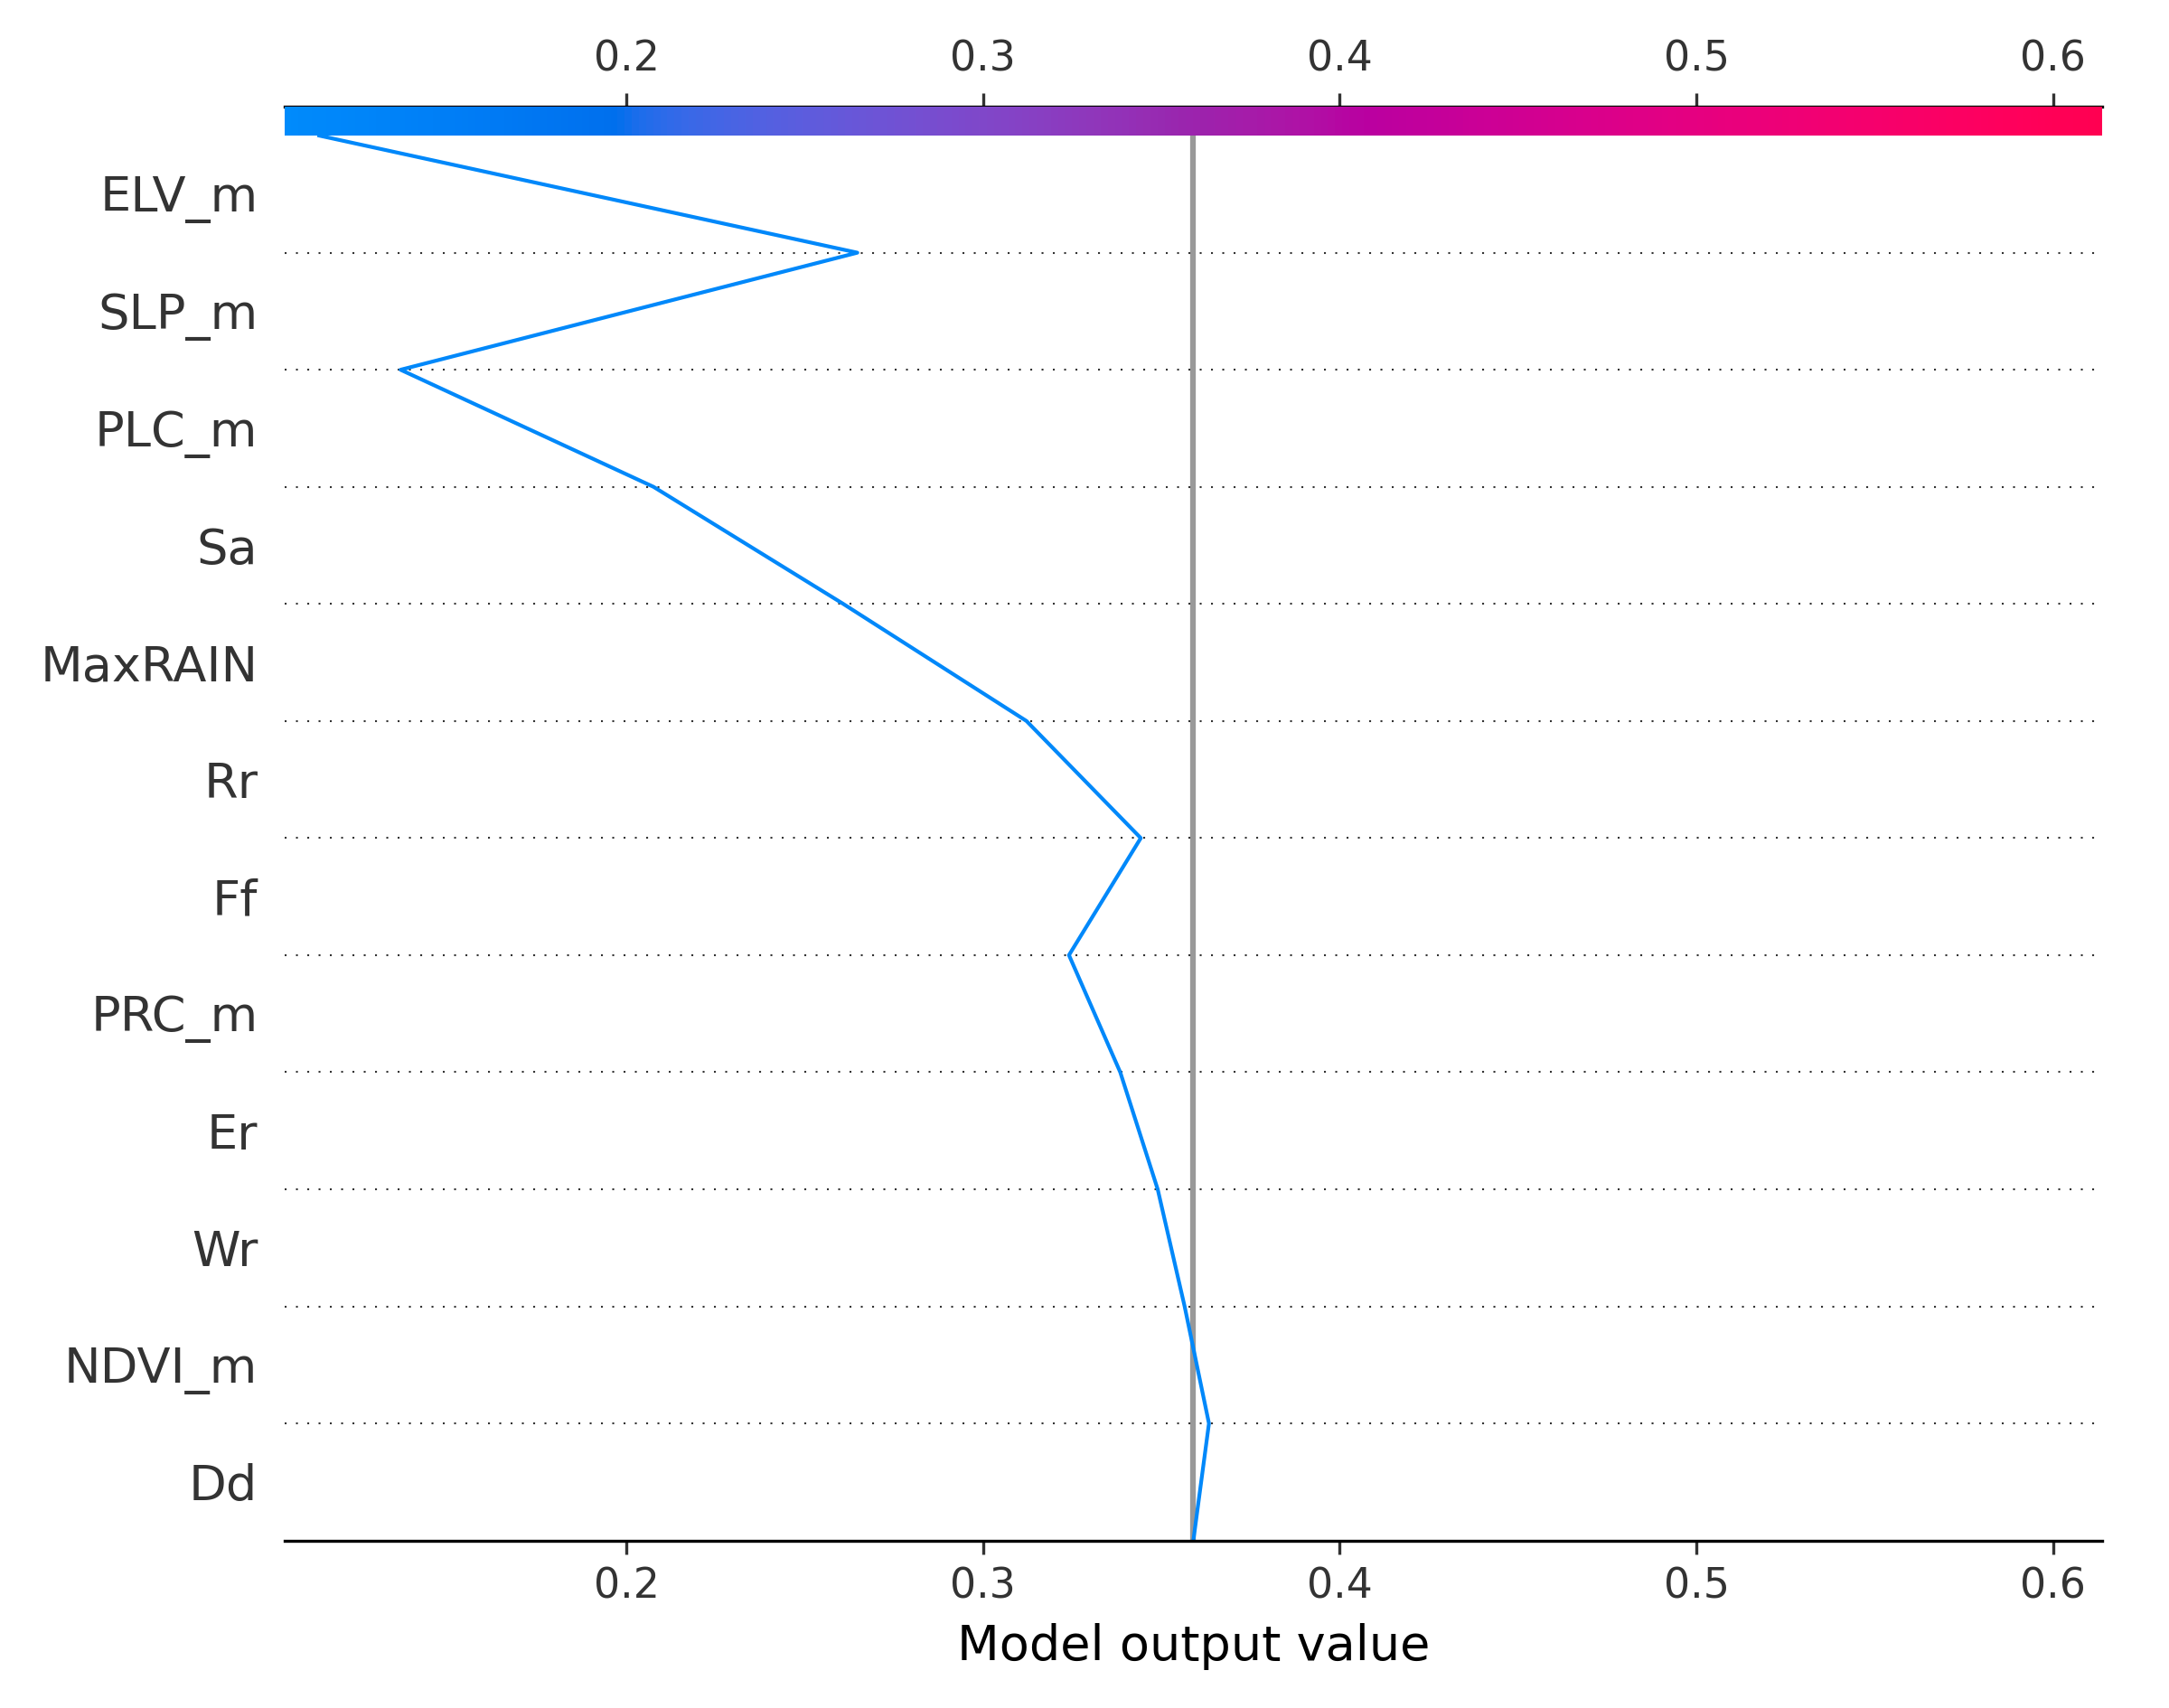 0.2 0.3 0.4 0.5 0.6
ELV_m
SLP_m
PLC_m
Sa
MaxRAIN
Rr
Ff
PRC_m
Er
Wr
NDVI_m
Dd
0.2 0.3 0.4 0.5 0.6
Model output value